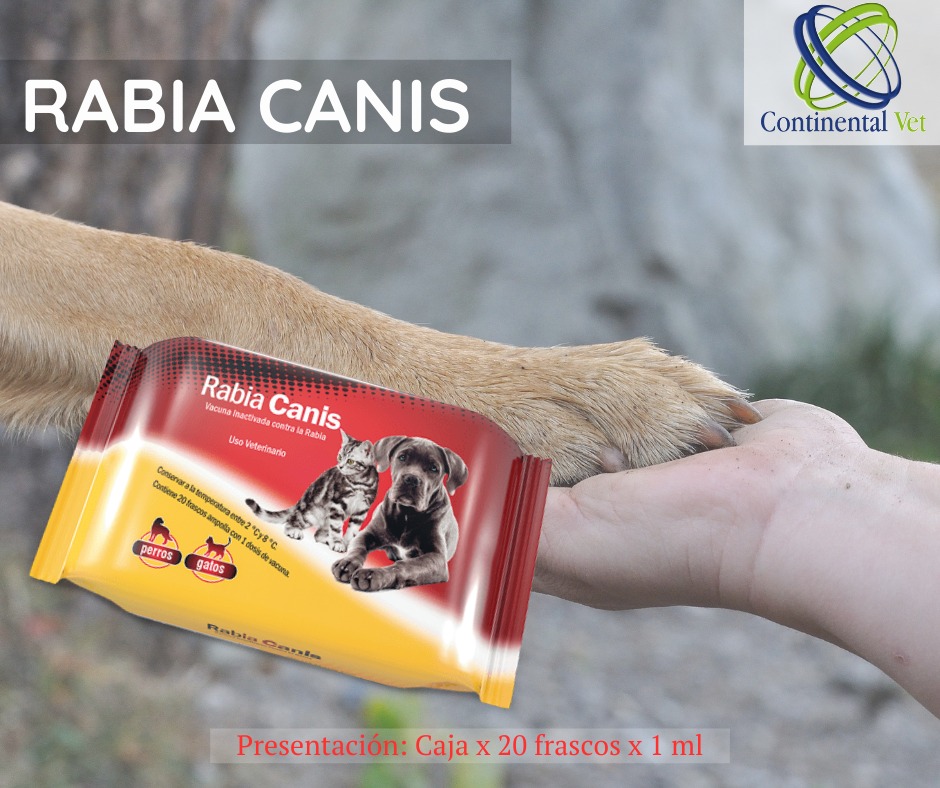 RABIA CANIS
Continental Vet
Rabia Canis
Vacuna Inactivada contra la Rabia
Uso Veterinario
Conservar a la temperatura entre 2 °C y 8 °C.
Contiene 20 frascos ampolla con 1 dosis de vacuna.
perros
gatos
Rabia Canis
Presentación: Caja x 20 frascos x 1 ml